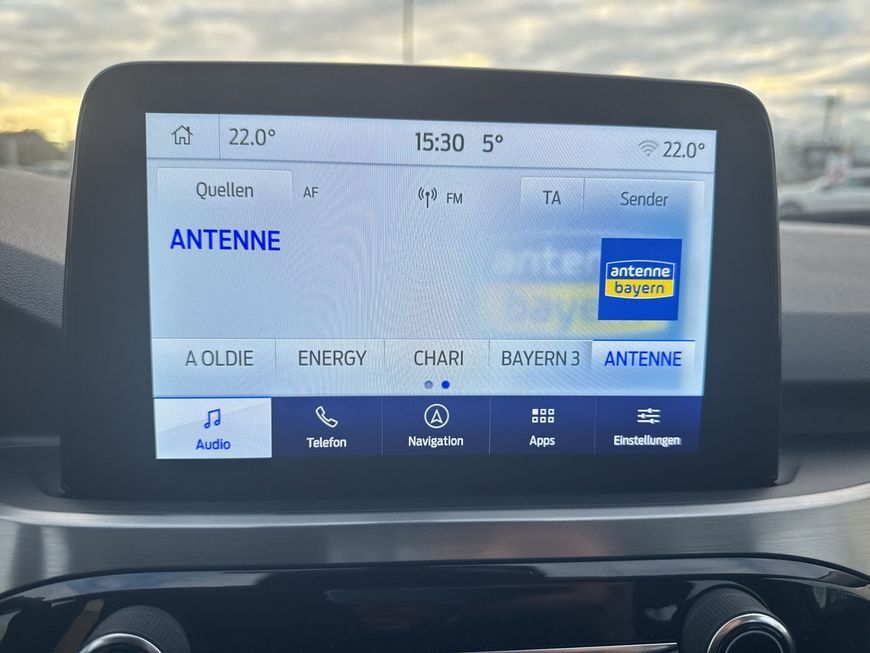 22.0° 15:30 5° 22.0°
Quellen AF FM TA Sender
ANTENNE
antenne
bayern
A OLDIE ENERGY CHARI BAYERN 3 ANTENNE
Audio Telefon Navigation Apps Einstellungen